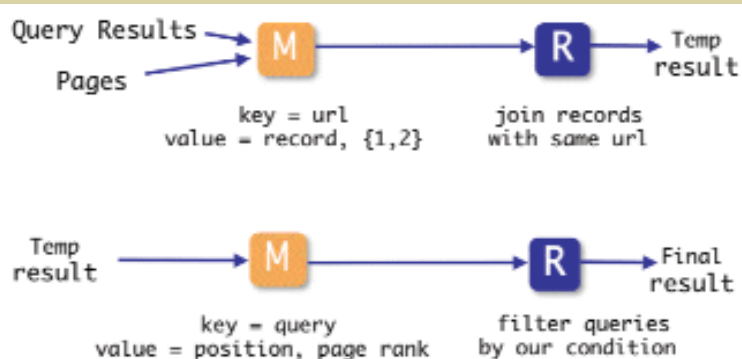 Query Results
Pages
M
R
Temp
result
key = url
value = record, {1,2}
join records
with same url
Temp
result
M
R
Final
result
key = query
value = position, page rank
filter queries
by our condition